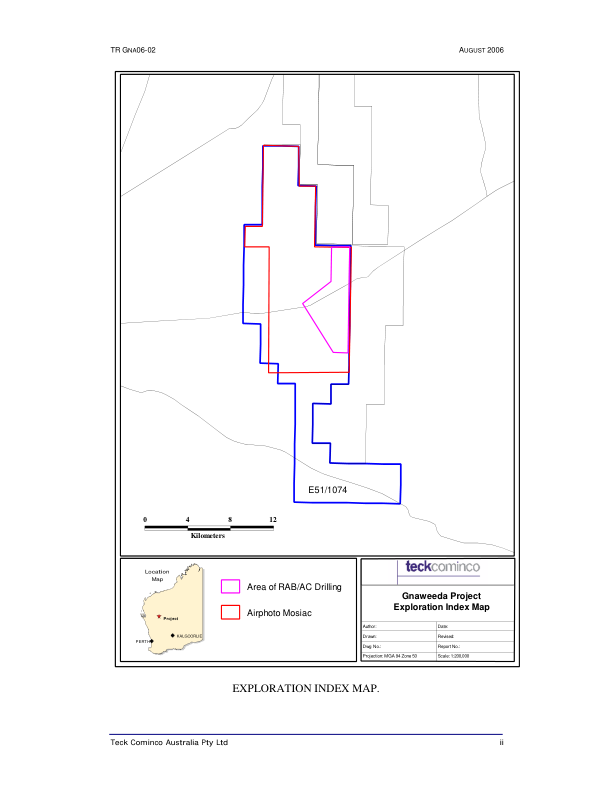 TR GNA06-02 AUGUST 2006
E51/1074
0 4 8 12
Kilometers
Location
Map
Project
KALGOORLIE
PERTH
Area of RAB/AC Drilling
Airphoto Mosiac
teckcominco
Gnaweeda Project
Exploration Index Map
Author: Date:
Drawn: Revised:
Drwg No.: Report No.:
Projection: MGA 94 Zone 50 Scale: 1:200,000
EXPLORATION INDEX MAP.
Teck Cominco Australia Pty Ltd ii